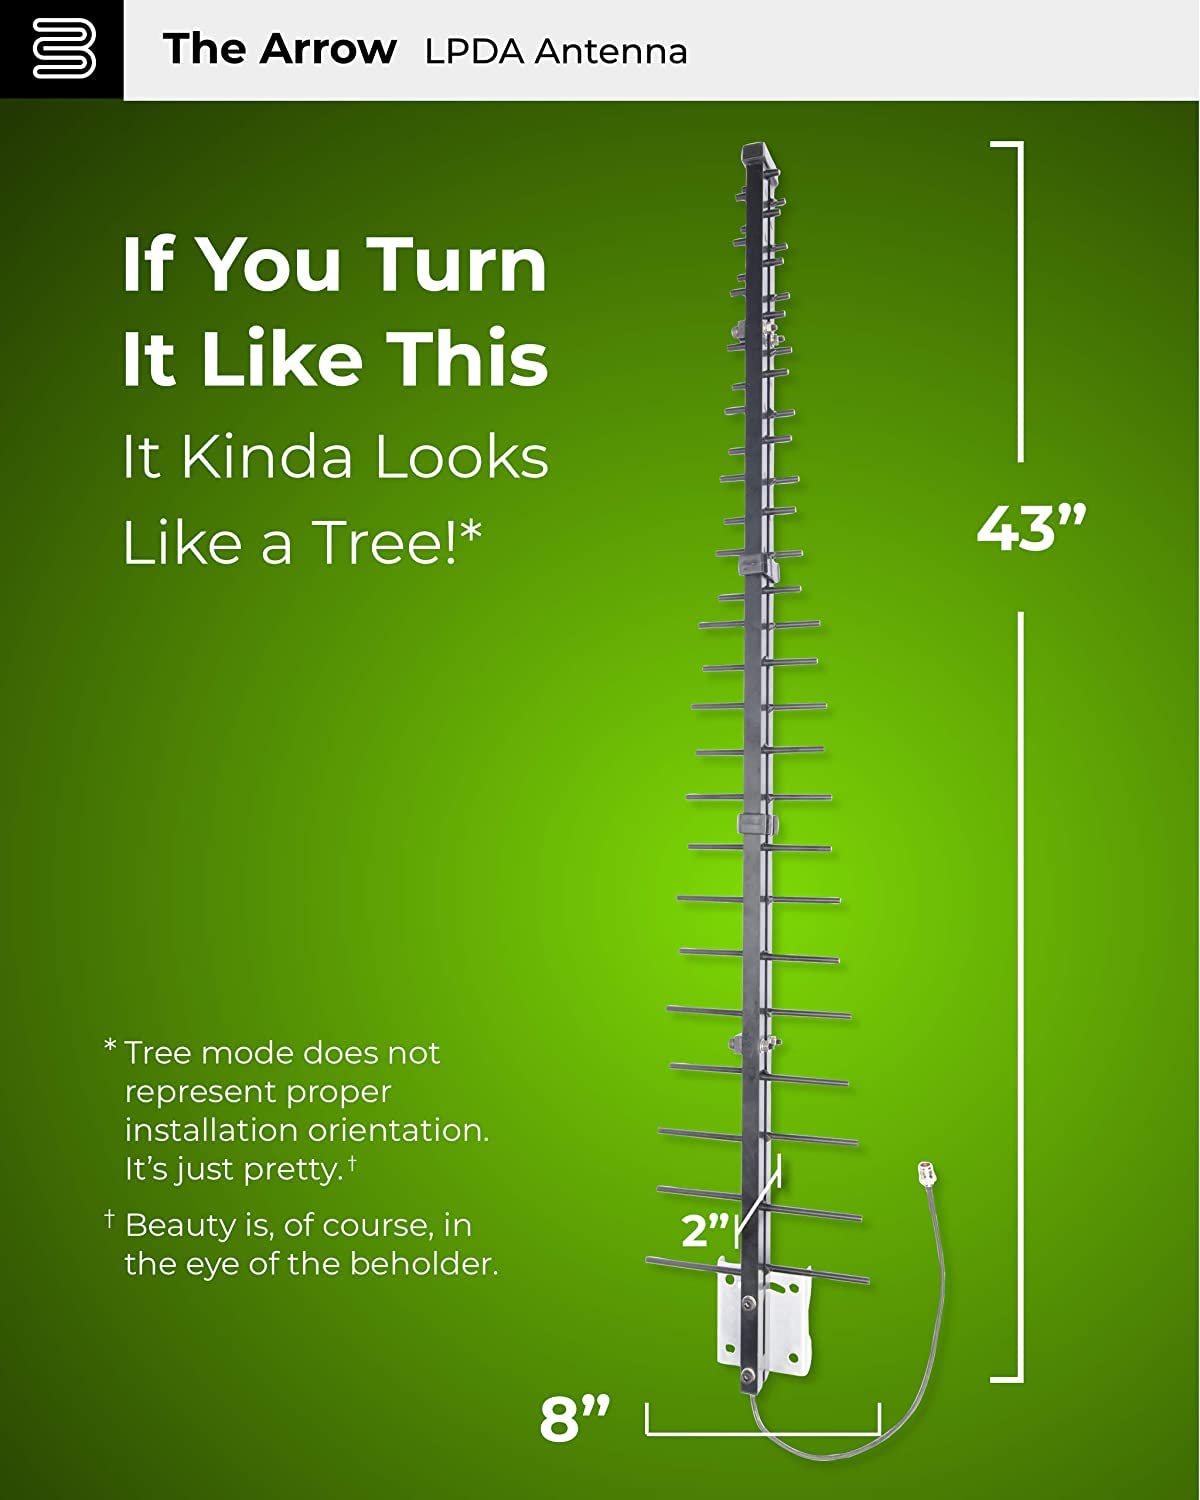 The Arrow LPDA Antenna
If You Turn
It Like This
It Kinda Looks
Like a Tree!*
43”
* Tree mode does not
represent proper
installation orientation.
It’s just pretty.†
† Beauty is, of course, in
the eye of the beholder.
2”
8”